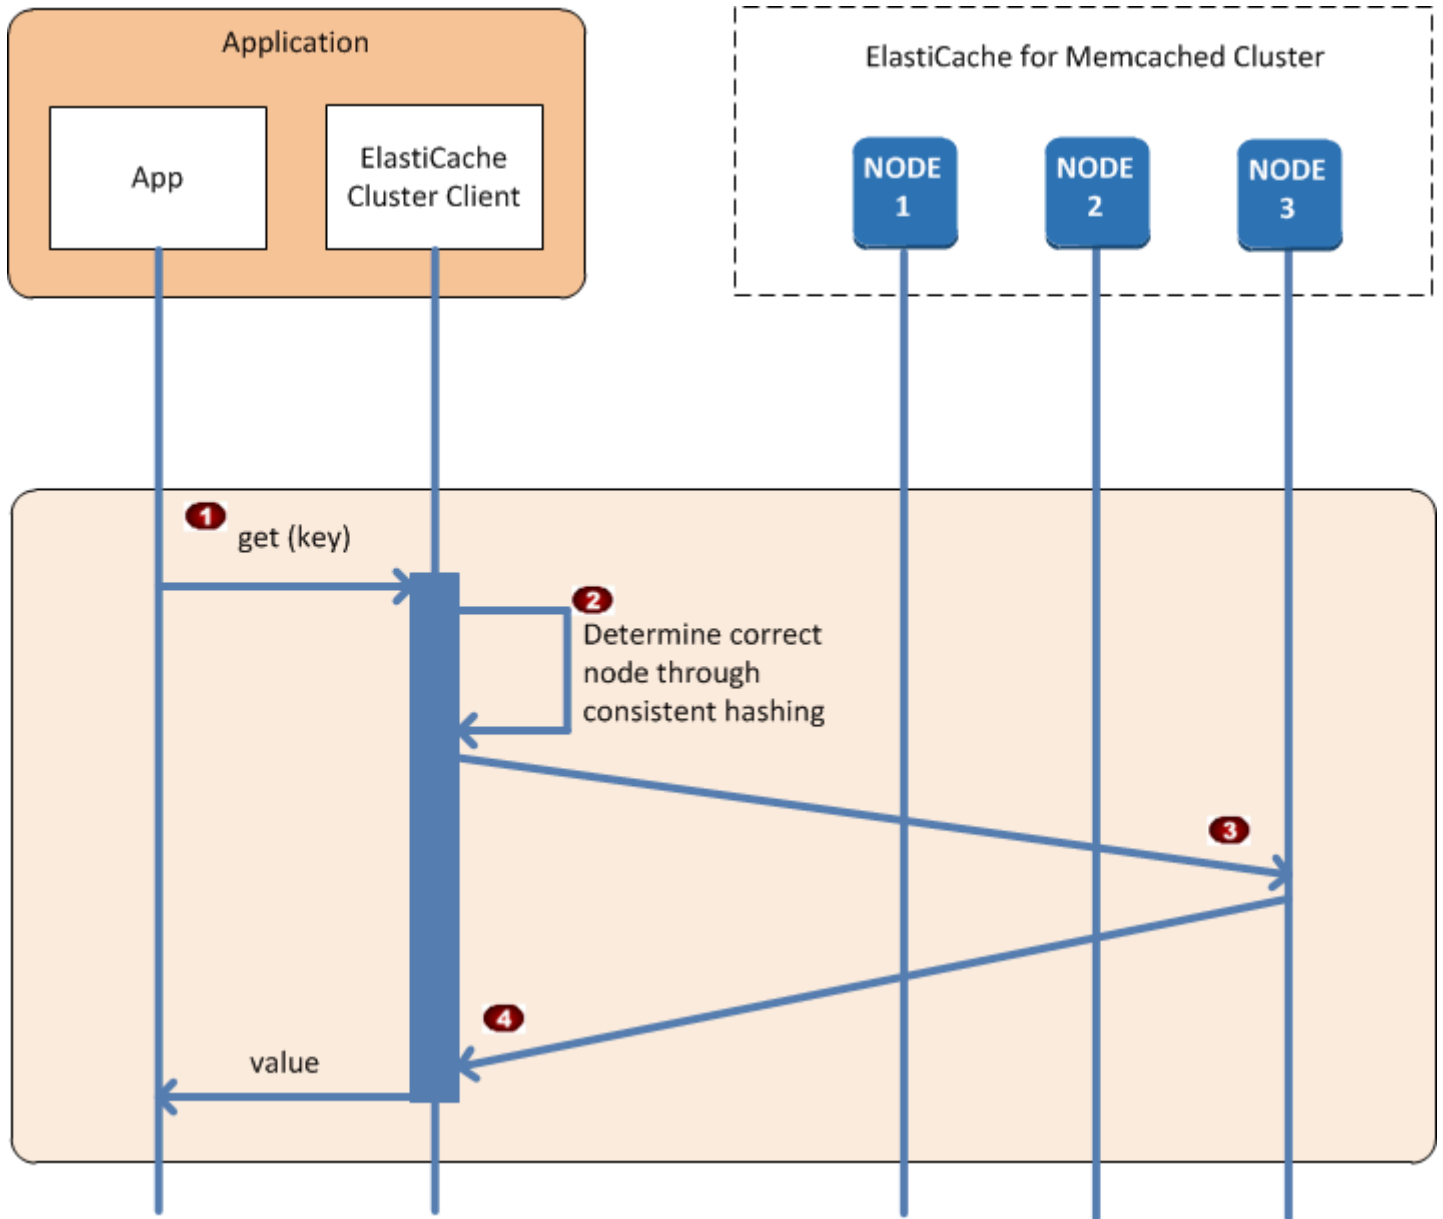 Application
ElastiCache for Memcached Cluster
App
ElastiCache
Cluster Client
NODE
1
NODE
2
NODE
3
1
get (key)
2
Determine correct
node through
consistent hashing
3
4
value